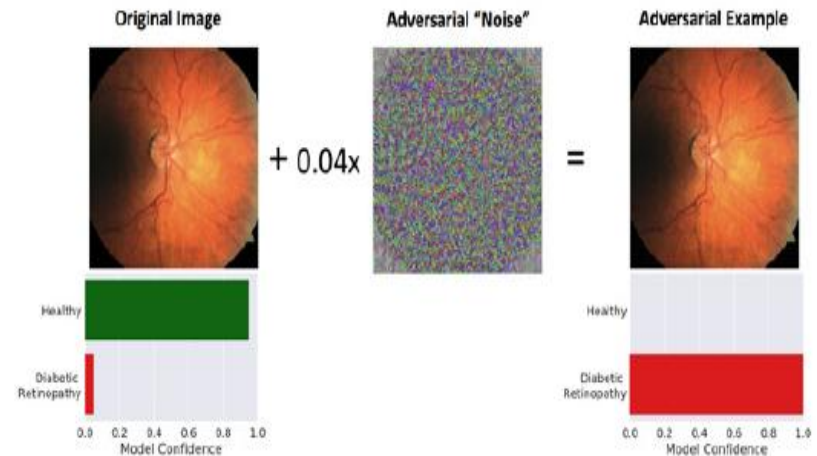 Original Image
Adversarial “Noise”
Adversarial Example
+ 0.04x
=
Healthy
Diabetic
Retinopathy
0.0 0.2 0.4 0.6 0.8 1.0
Model Confidence
Healthy
Diabetic
Retinopathy
0.0 0.2 0.4 0.6 0.8 1.0
Model Confidence